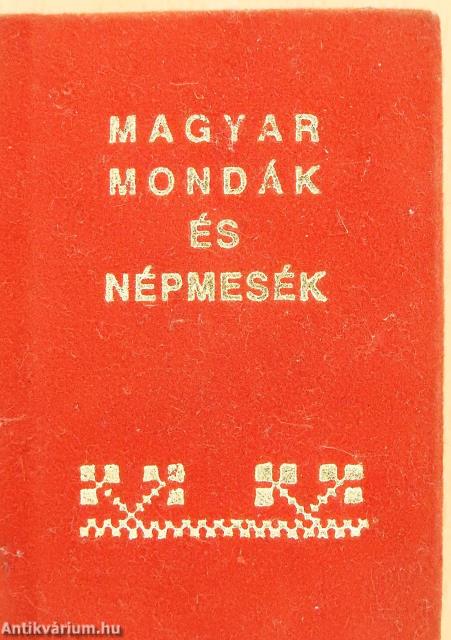 MAGYAR
MONDÁK
ÉS
NÉPMESÉK
Antikvárium.hu